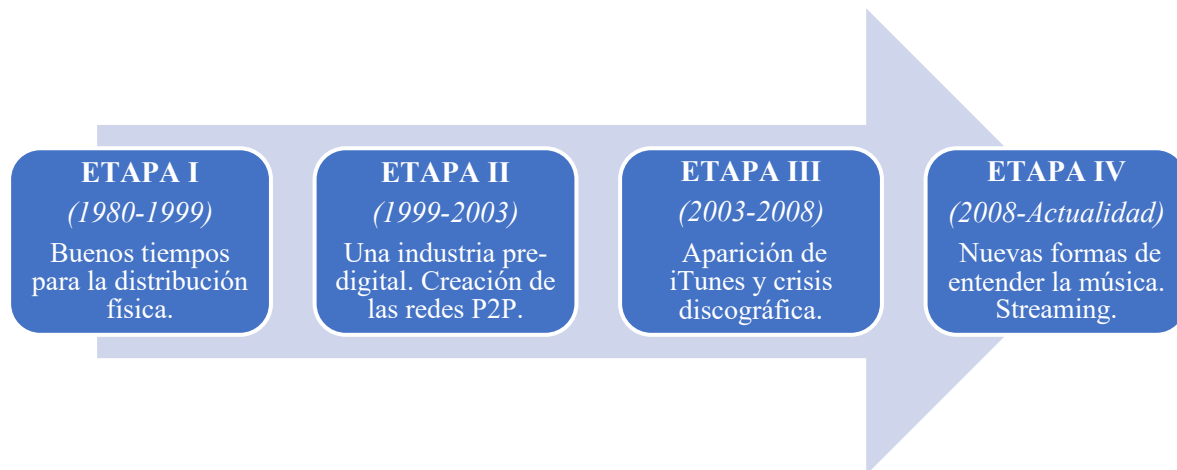 ETAPA I
(1980-1999)
Buenos tiempos
para la distribución
física.
ETAPA II
(1999-2003)
Una industria pre-
digital. Creación de
las redes P2P.
ETAPA III
(2003-2008)
Aparición de
iTunes y crisis
discográfica.
ETAPA IV
(2008-Actualidad)
Nuevas formas de
entender la música.
Streaming.